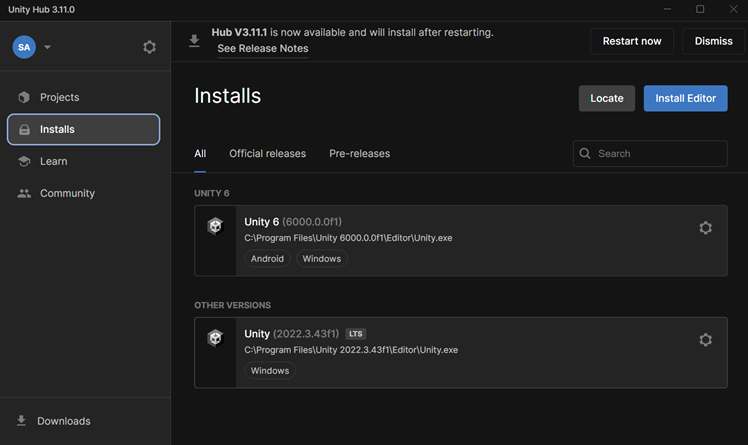 Unity Hub 3.11.0
SA
Hub V3.11.1 is now available and will install after restarting.
See Release Notes
Restart now
Dismiss
Projects
Installs
Learn
Community
Downloads
Installs
Locate
Install Editor
All
Official releases
Pre-releases
Search
UNITY 6
Unity 6 (6000.0.0f1)
C:\Program Files\Unity 6000.0.0f1\Editor\Unity.exe
Android
Windows
OTHER VERSIONS
Unity (2022.3.43f1) LTS
C:\Program Files\Unity 2022.3.43f1\Editor\Unity.exe
Windows